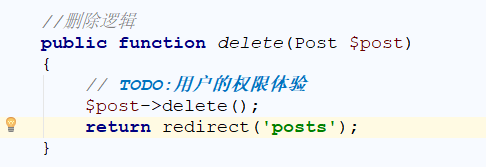 //删除逻辑
public function delete(Post $post)
{
// TODO:用户的权限体验
$post->delete();
return redirect('posts');
}